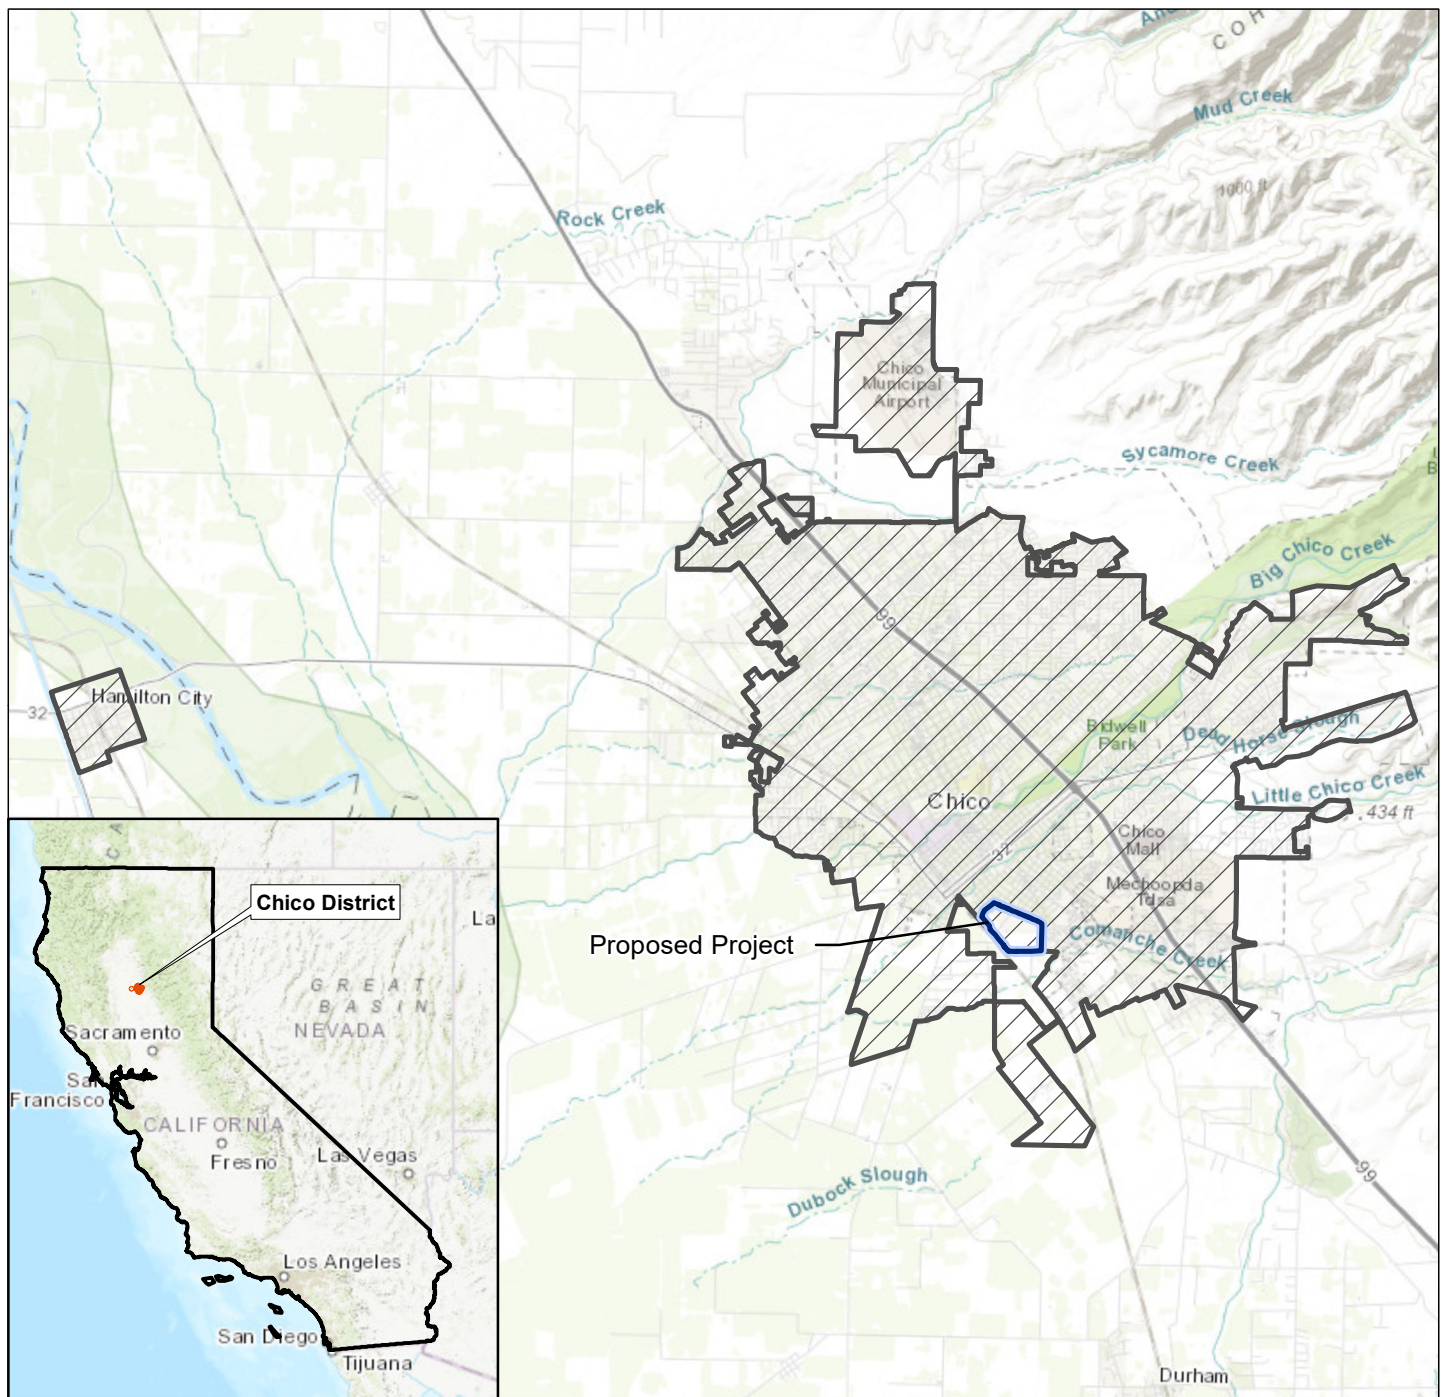 COH
Mud Creek
1000 ft
Rock Creek
Chico
Municipal
Airport
Sycamore Creek
Big Chico Creek
99
Hamilton City
32
Bidwell
Park
Dead Horse Slough
Little Chico Creek
434 ft
Chico
Chico
Mall
Mechoopda
Tdsa
Comanche Creek
Proposed Project
Dubock Slough
99
Durham
Chico District
La
GREAT
BASIN
NEVADA
Sacramento
San
Francisco
CALIFORNIA
Fresno
Las Vegas
Los Angeles
San Diego
Tijuana